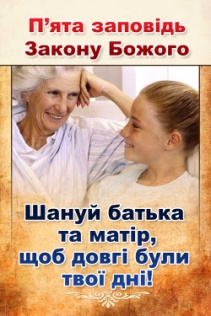 П’ята заповідь
Закону Божого
Шануй батька
та матір,
щоб довгі були
твої дні!